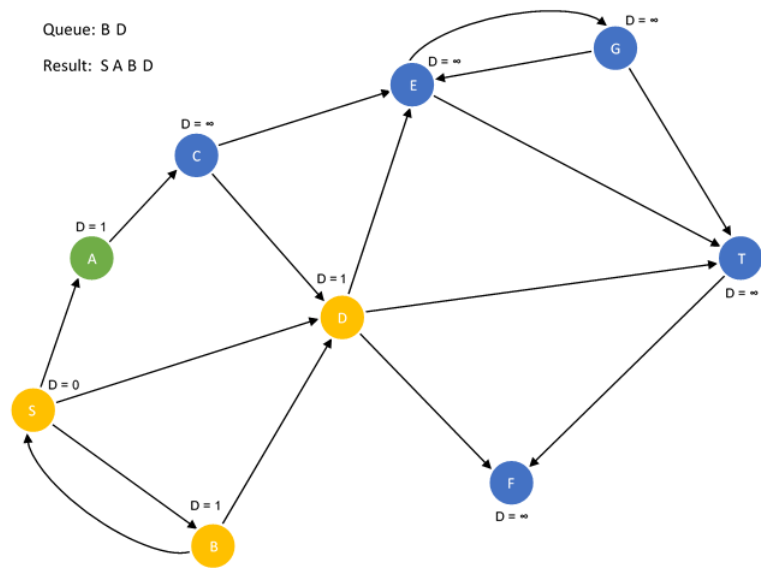 Queue: B D
Result: S A B D
D = ∞
G
D = ∞
E
D = ∞
C
D = 1
A
D = 1
D
T
D = ∞
D = 0
S
D = 1
B
F
D = ∞